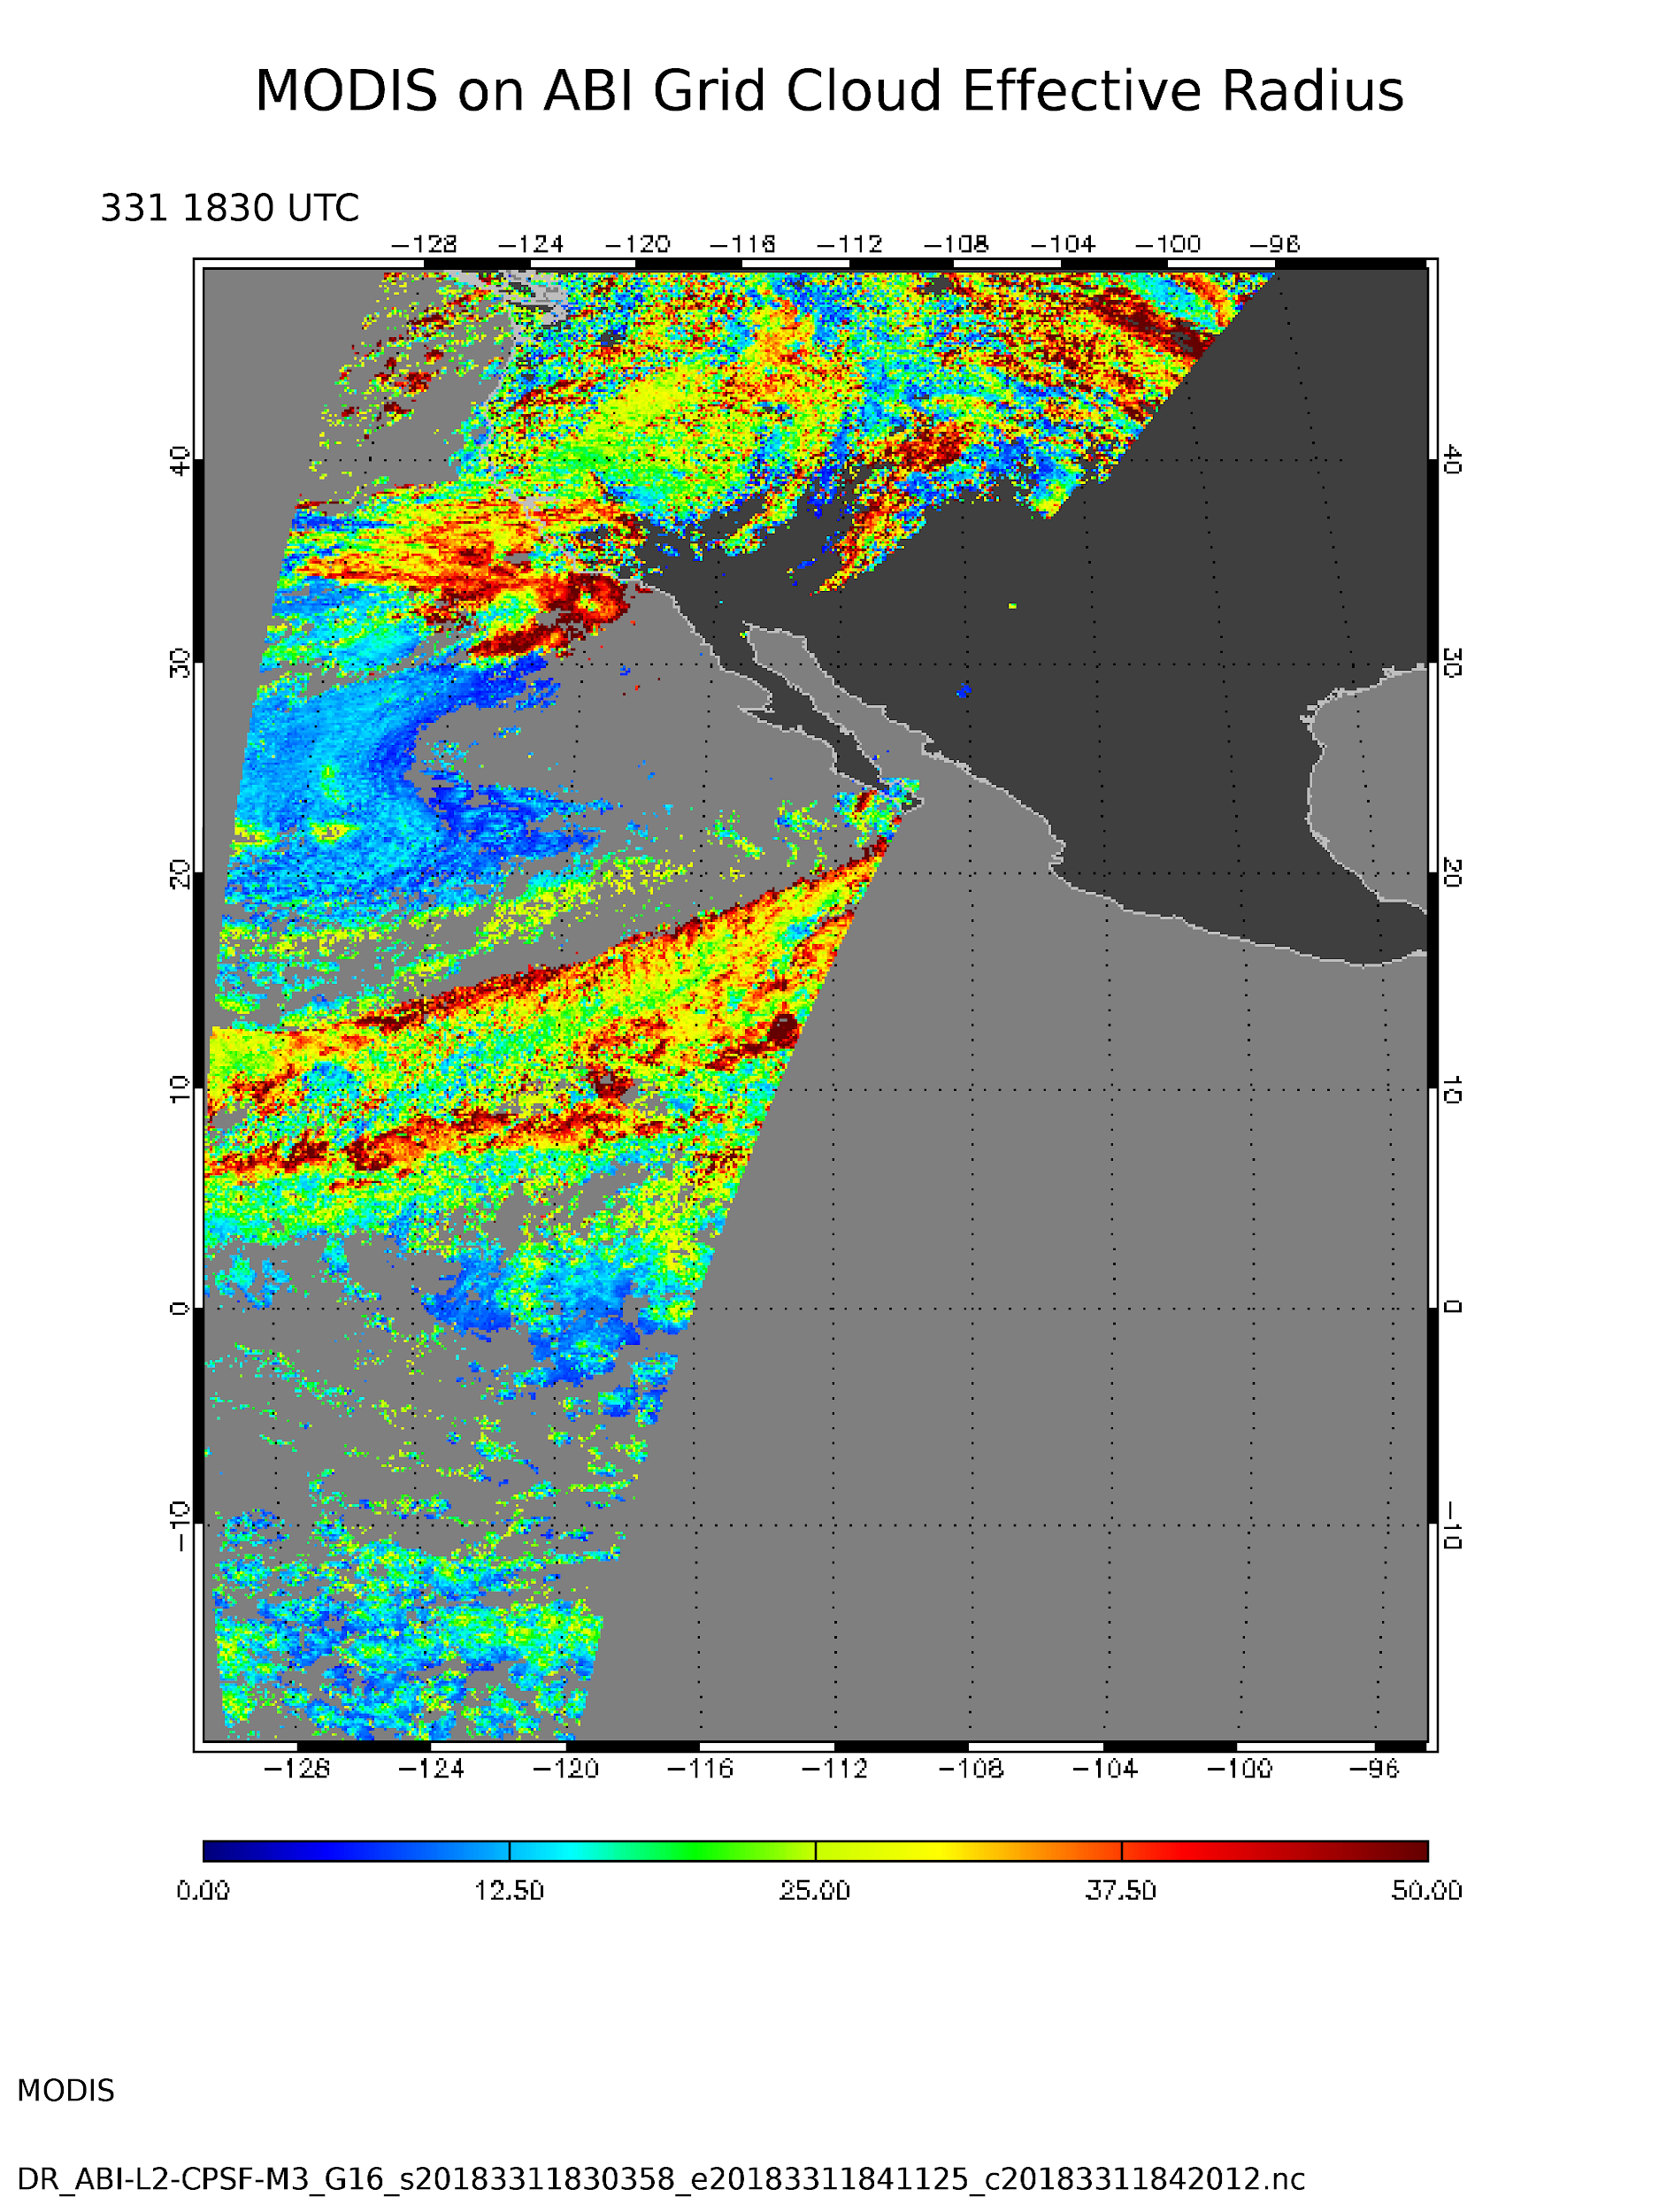 MODIS on ABI Grid Cloud Effective Radius
331 1830 UTC
−128 −124 −120 −116 −112 −108 −104 −100 −96
40 40
30 30
20 20
10 10
0 0
−10 −10
−128 −124 −120 −116 −112 −108 −104 −100 −96
0.00 12.50 25.00 37.50 50.00
MODIS
DR_ABI-L2-CPSF-M3_G16_s20183311830358_e20183311841125_c20183311842012.nc